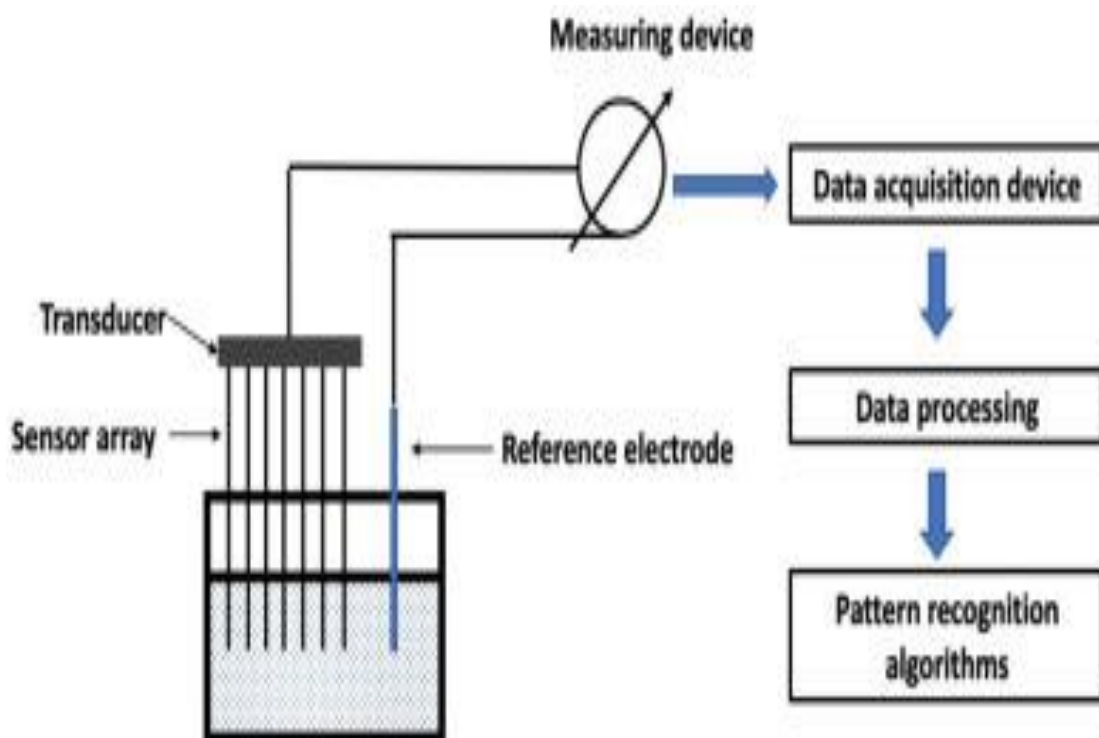 Measuring device
Data acquisition device
Transducer
Sensor array
Reference electrode
Data processing
Pattern recognition
algorithms